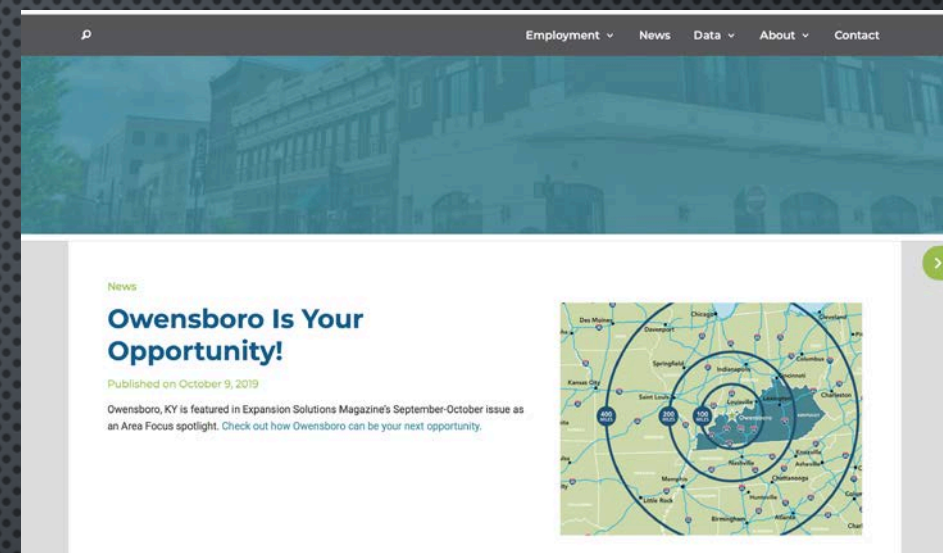 Employment News Data About Contact
News
Owensboro Is Your
Opportunity!
Published on October 9, 2019
Owensboro, KY is featured in Expansion Solutions Magazine's September-October issue as
an Area Focus spotlight. Check out how Owensboro can be your next opportunity.
Des Moines
Chicago
Cleveland
Davenport
Springfield
Indianapolis
Columbus
Kansas City
Cincinnati
Saint Louis
Louisville
Lexington
Charleston
400 MILES
200 MILES
100 MILES
Owensboro
Nashville
Knoxville
Asheville
Memphis
Chattanooga
Little Rock
Huntsville
Birmingham
Atlanta